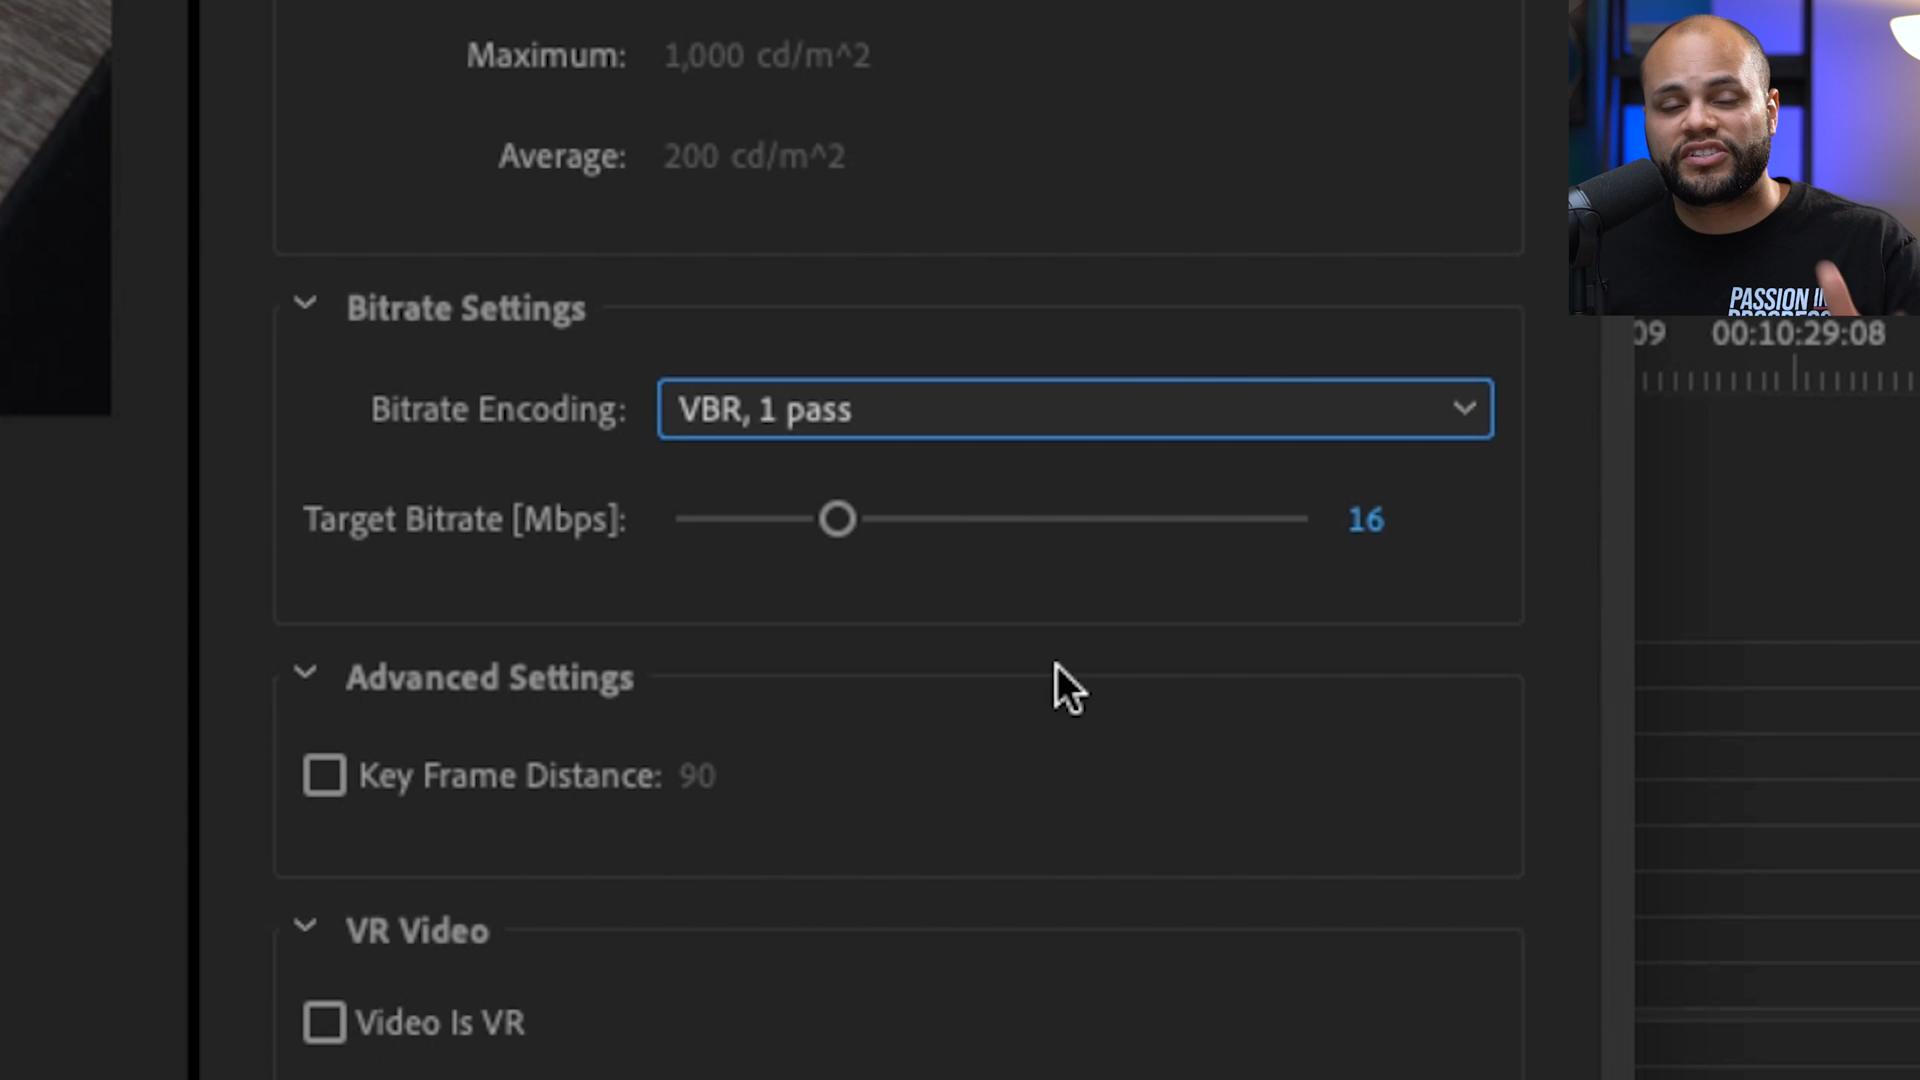 Maximum: 1,000 cd/m^2
Average: 200 cd/m^2
PASSION IN
09 00:10:29:08
Bitrate Settings
Bitrate Encoding: VBR, 1 pass
Target Bitrate [Mbps]: 16
Advanced Settings
Key Frame Distance: 90
VR Video
Video Is VR